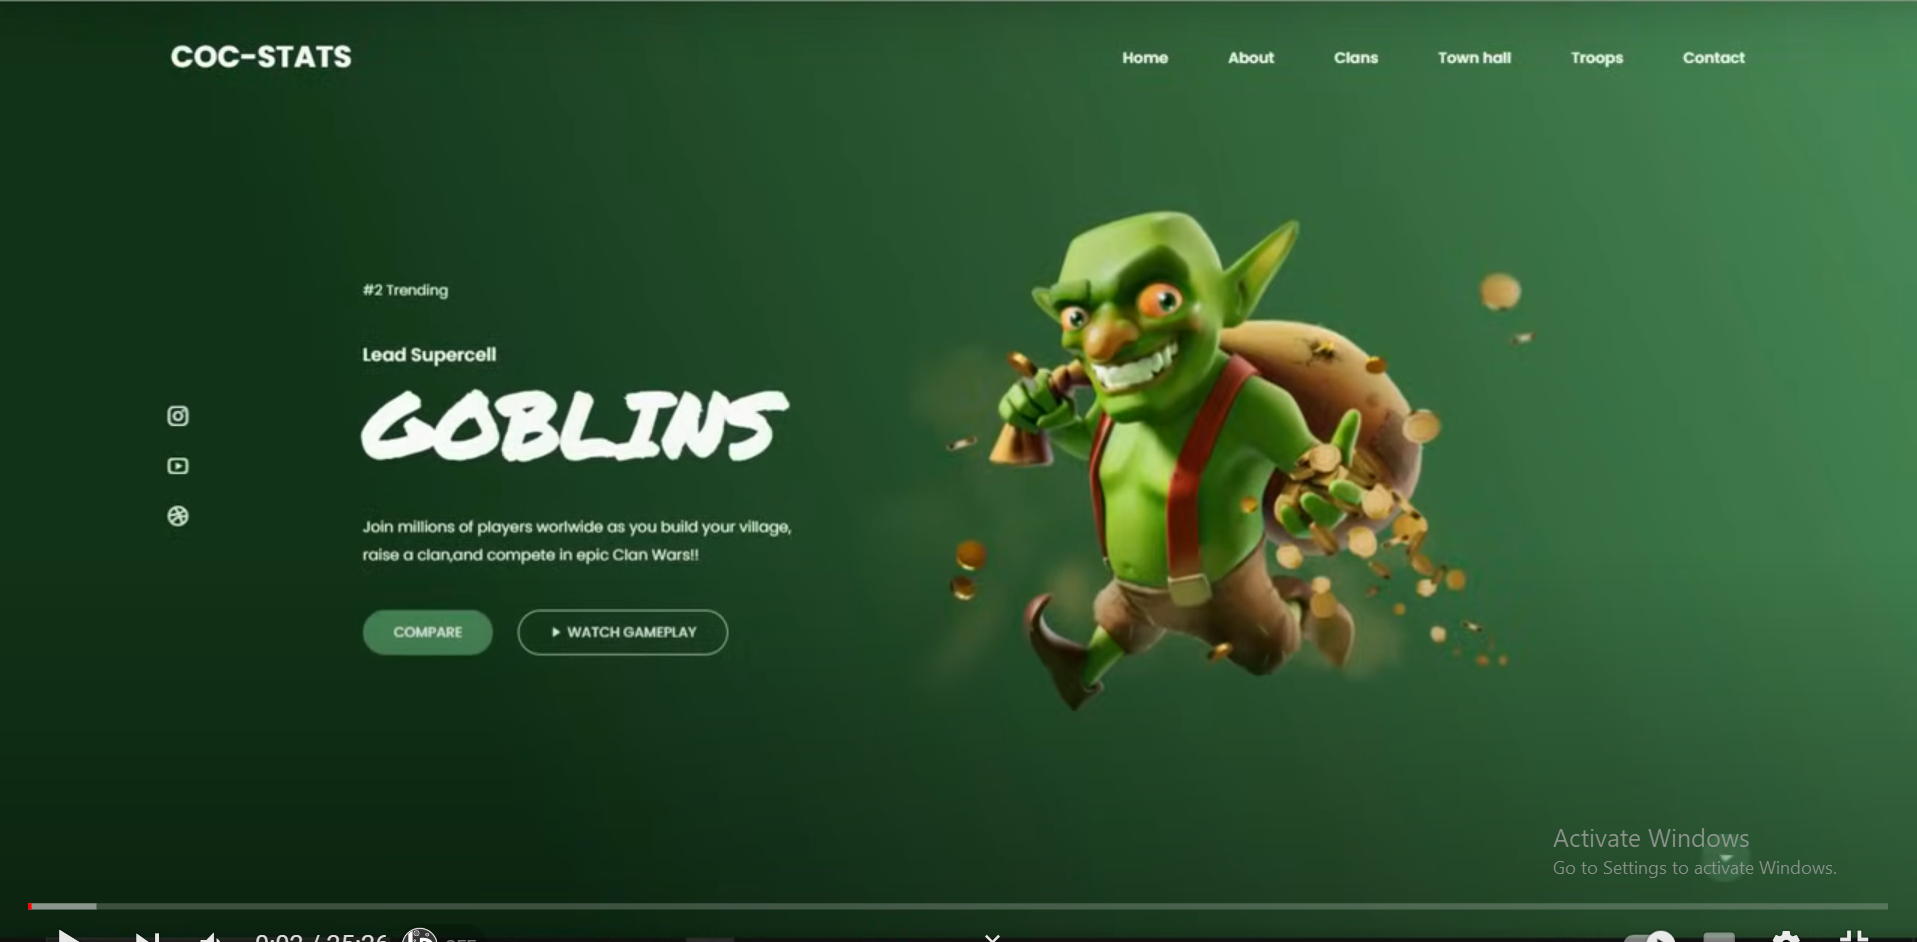 COC-STATS
Home About Clans Town hall Troops Contact
#2 Trending
Lead Supercell
GOBLINS
Join millions of players worlwide as you build your village,
raise a clan,and compete in epic Clan Wars!!
COMPARE
WATCH GAMEPLAY
Activate Windows
Go to Settings to activate Windows.